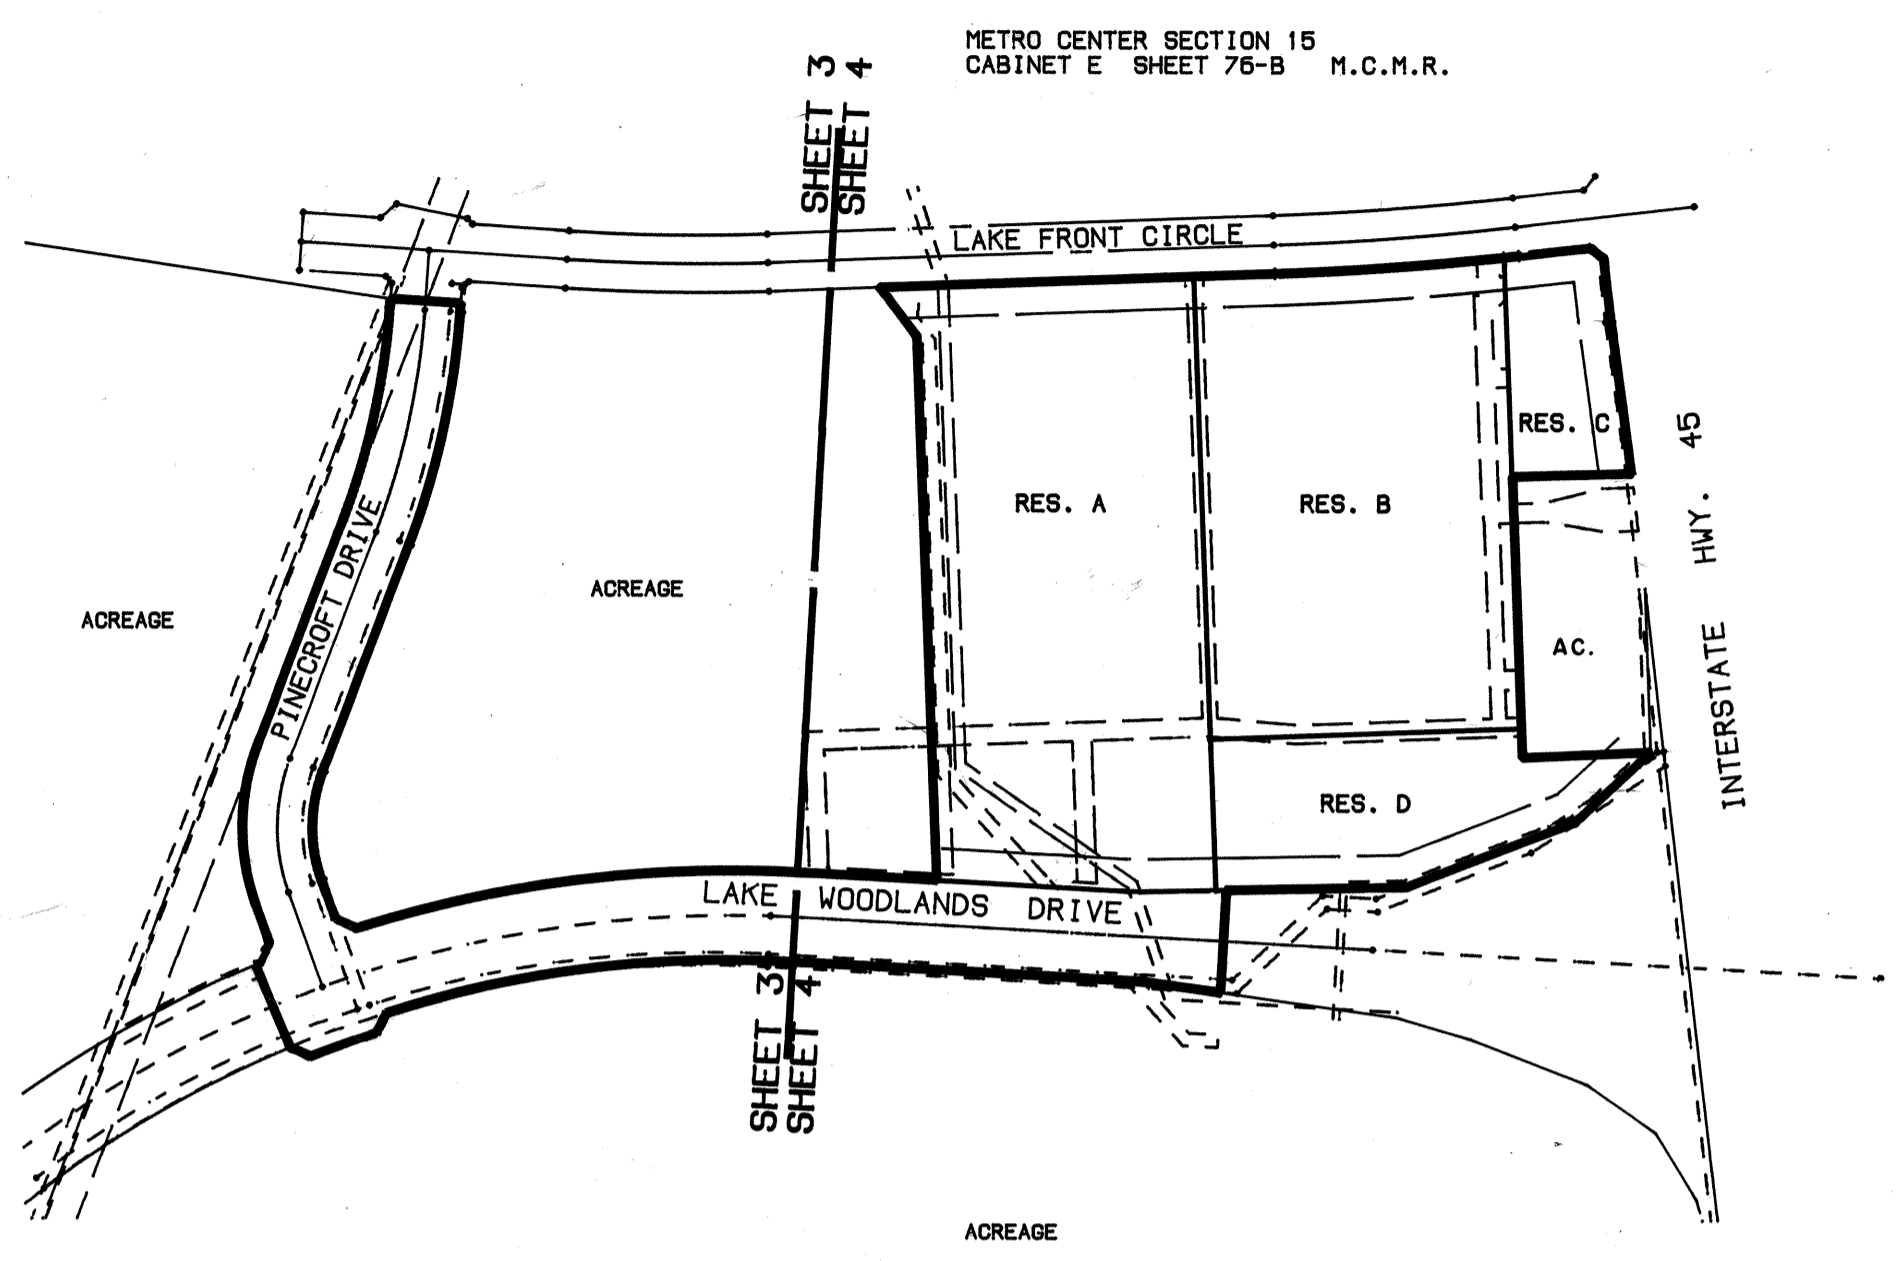 METRO CENTER SECTION 15
CABINET E SHEET 76-B M.C.M.R.
SHEET 3
SHEET 4
LAKE FRONT CIRCLE
RES. C
INTERSTATE HWY. 45
RES. A
RES. B
PINECROFT DRIVE
ACREAGE
ACREAGE
AC.
RES. D
LAKE WOODLANDS DRIVE
SHEET 3
SHEET 4
ACREAGE